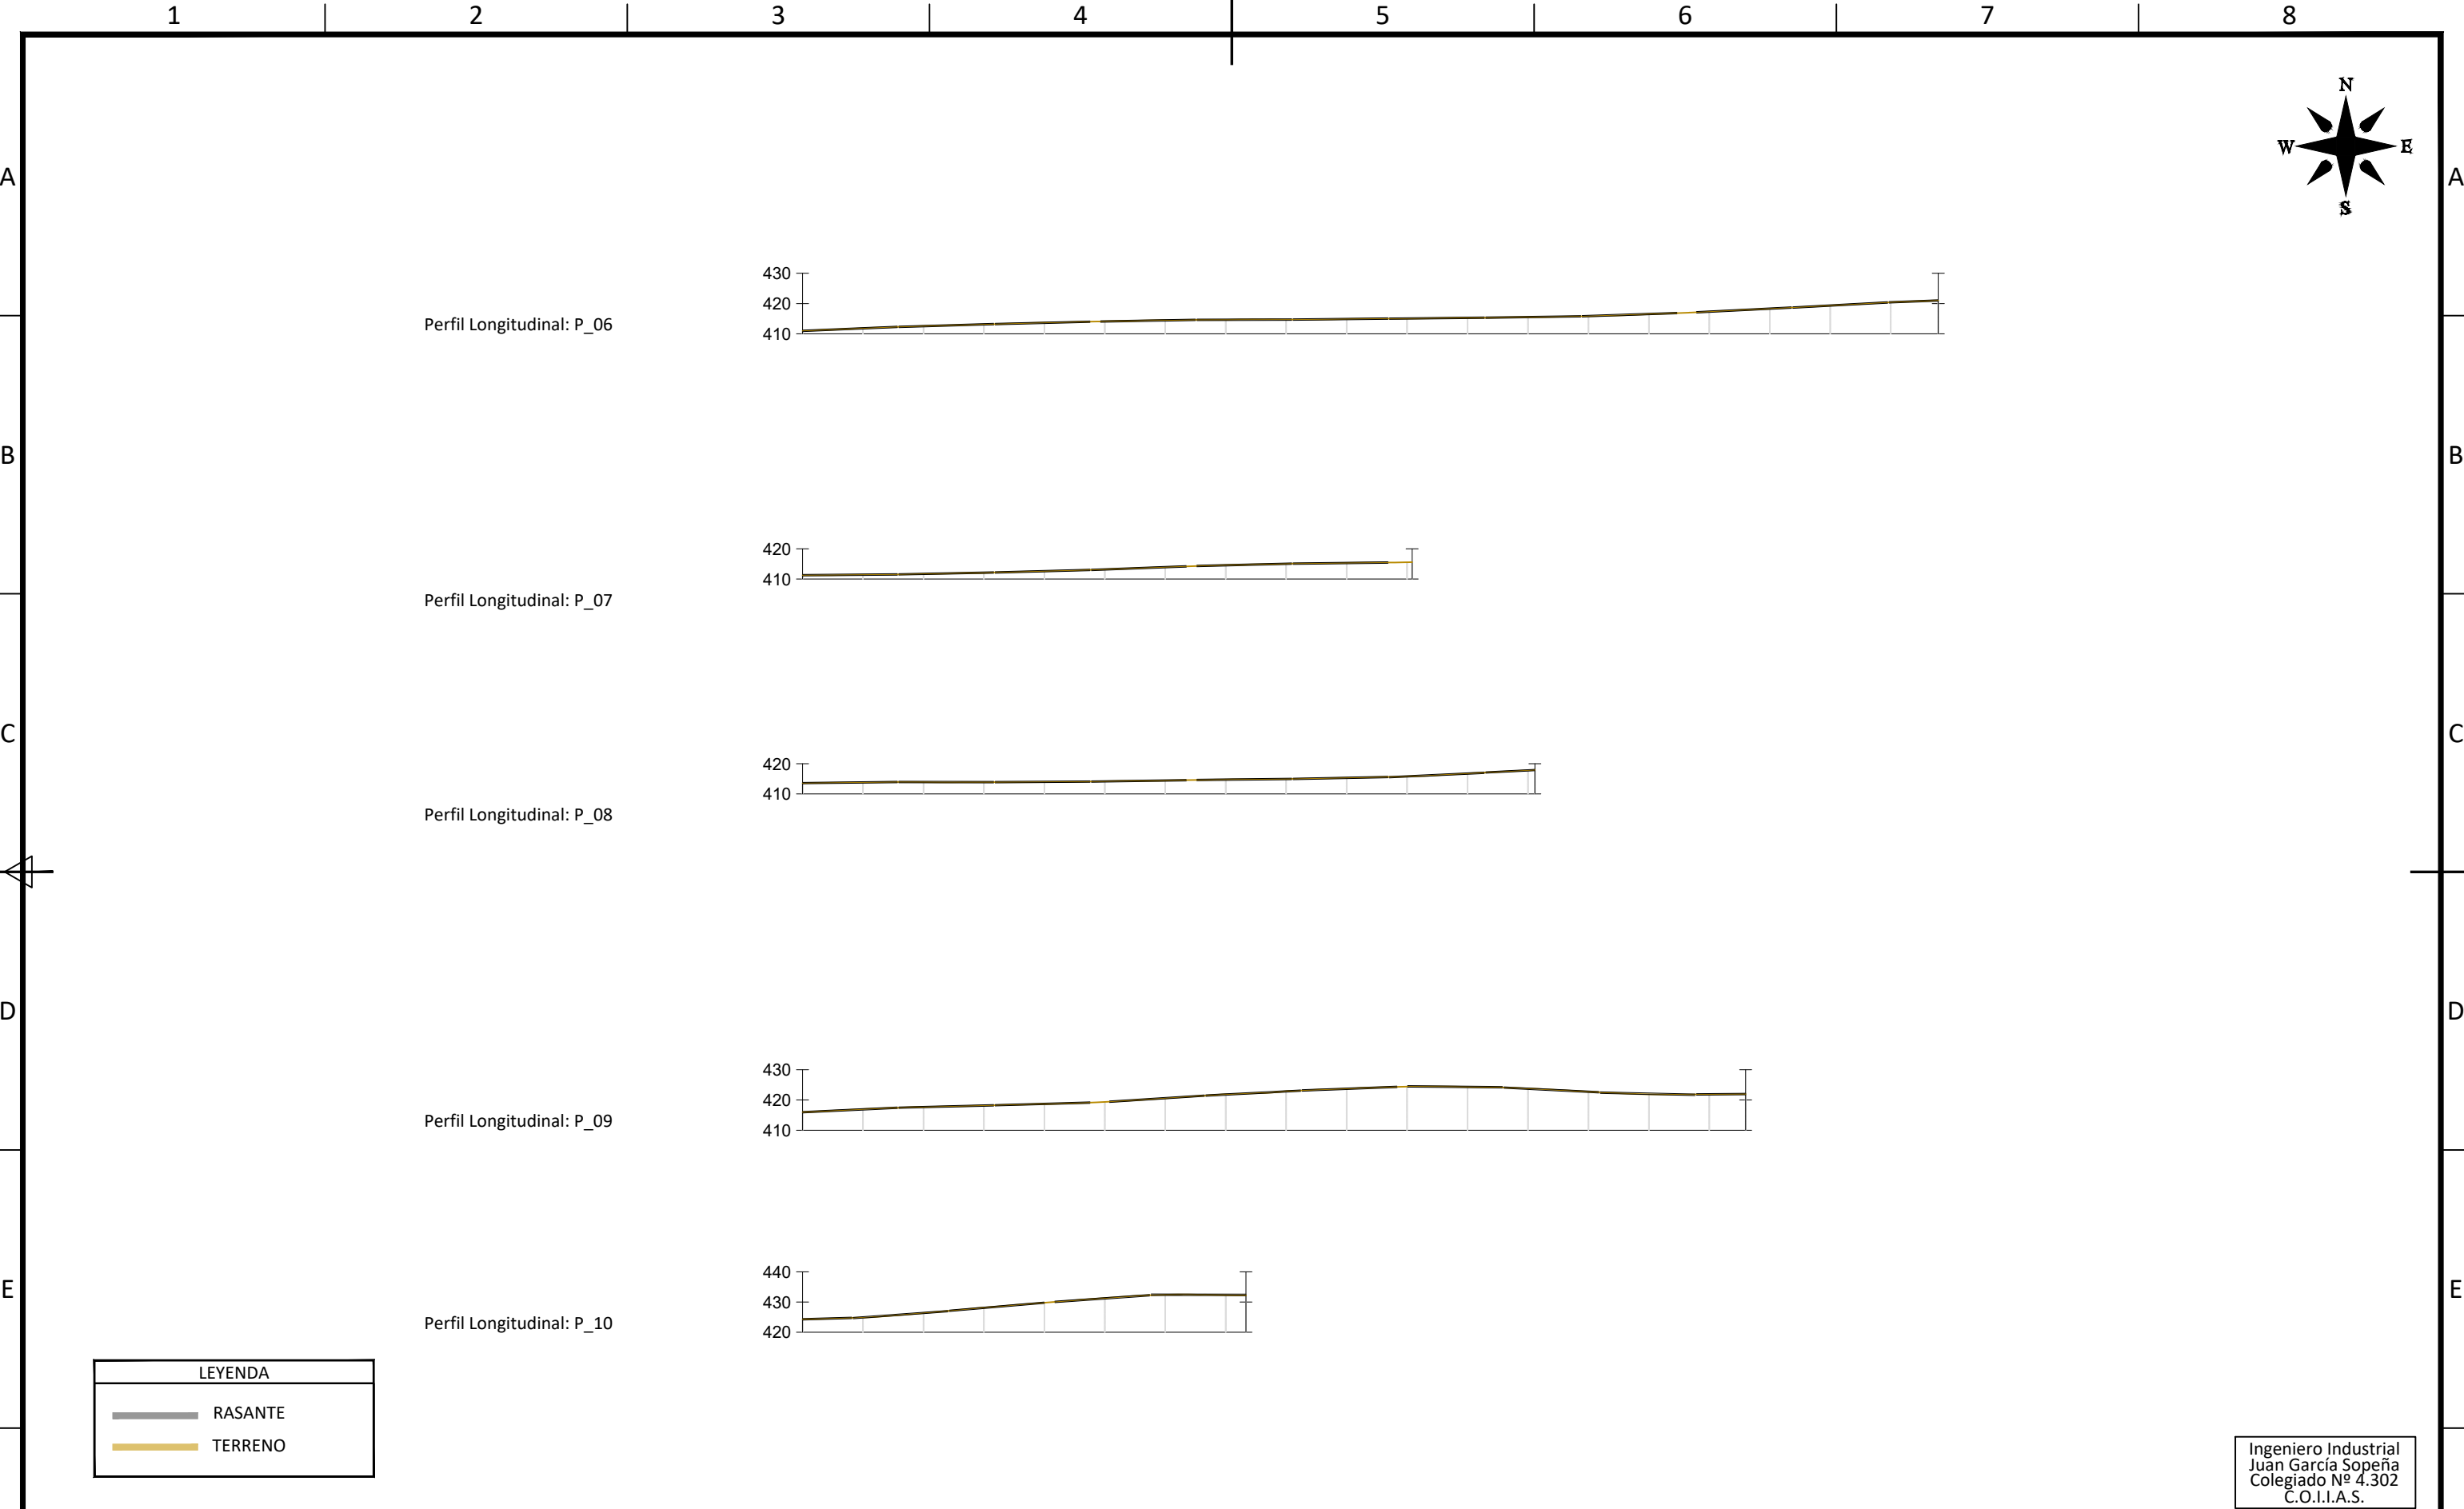 1 2 3 4 5 6 7 8
N
W E
S
A A
430
420
410
Perfil Longitudinal: P_06
B B
420
410
Perfil Longitudinal: P_07
C C
420
410
Perfil Longitudinal: P_08
D D
430
420
410
Perfil Longitudinal: P_09
E E
440
430
420
Perfil Longitudinal: P_10
LEYENDA
RASANTE
TERRENO
Ingeniero Industrial
Juan García Sopeña
Colegiado Nº 4.302
C.O.I.I.A.S.